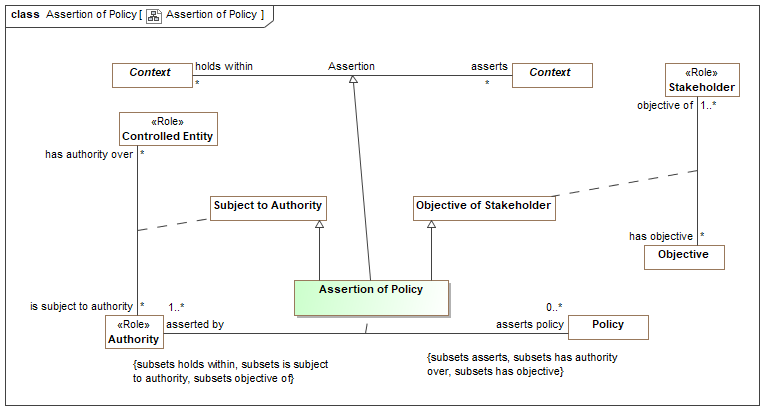 class Assertion of Policy [ Assertion of Policy ]
Context
holds within
*
Assertion
asserts
*
Context
«Role»
Stakeholder
objective of
1..*
«Role»
Controlled Entity
has authority over
*
Subject to Authority
Objective of Stakeholder
has objective
*
Objective
Assertion of Policy
is subject to authority
*
1..*
0..*
«Role»
Authority
asserted by
asserts policy
Policy
{subsets holds within, subsets is subject
to authority, subsets objective of}
{subsets asserts, subsets has authority
over, subsets has objective}